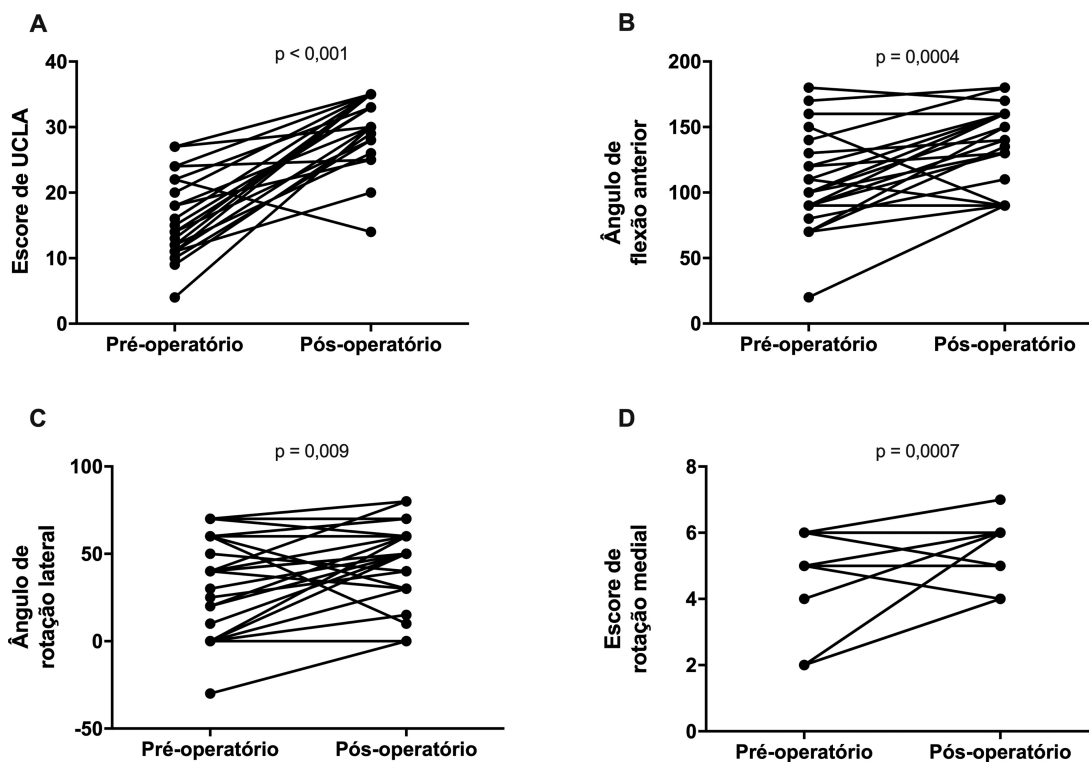 A
p < 0,001
Escore de UCLA
40
30
20
10
0
Pré-operatório Pós-operatório
B
p = 0,0004
Ângulo de
flexão anterior
200
150
100
50
0
Pré-operatório Pós-operatório
C
p = 0,009
Ângulo de
rotação lateral
100
50
0
-50
Pré-operatório Pós-operatório
D
p = 0,0007
Escore de
rotação medial
8
6
4
2
0
Pré-operatório Pós-operatório